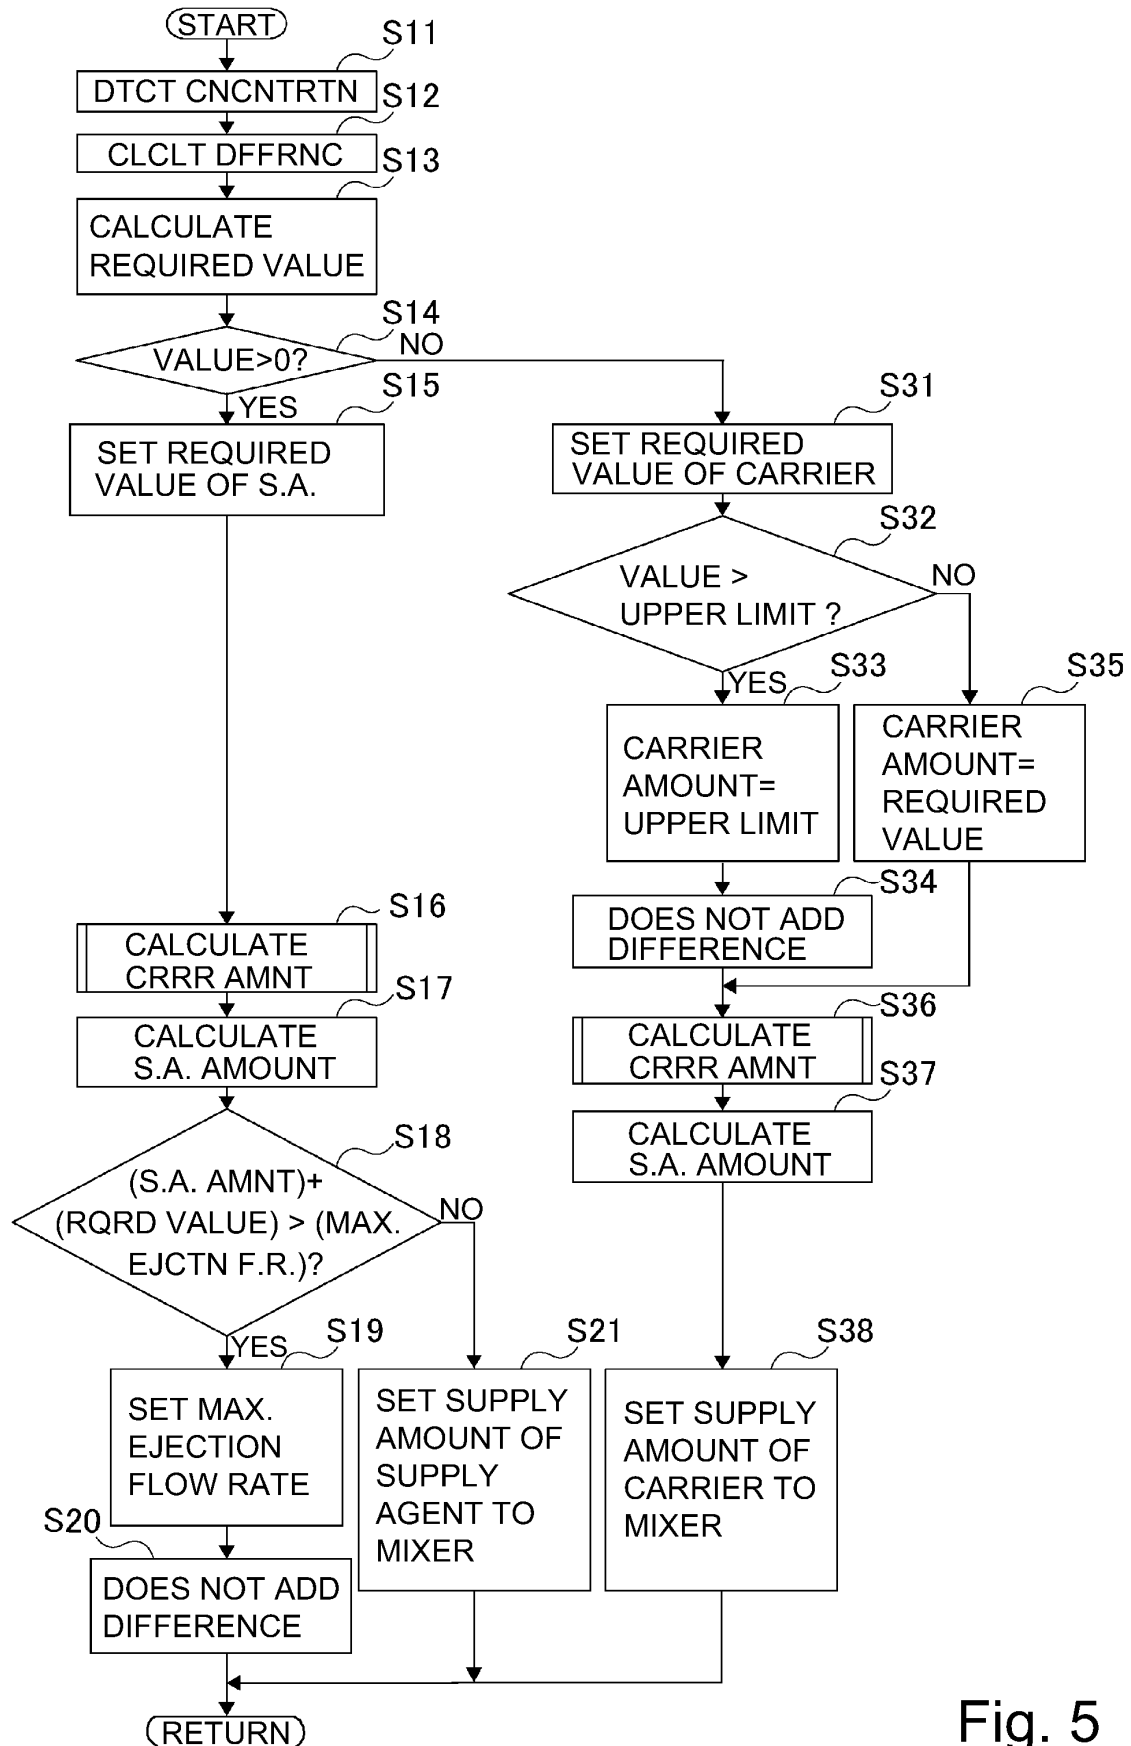 START
S11
DTCT CNCNTRTN
S12
CLCLT DFFRNC
S13
CALCULATE
REQUIRED VALUE
S14
VALUE>0?
NO
YES
S15
SET REQUIRED
VALUE OF S.A.
S31
SET REQUIRED
VALUE OF CARRIER
S32
VALUE >
UPPER LIMIT ?
NO
YES
S33
CARRIER
AMOUNT=
UPPER LIMIT
S35
CARRIER
AMOUNT=
REQUIRED
VALUE
S34
DOES NOT ADD
DIFFERENCE
S16
CALCULATE
CRRR AMNT
S17
CALCULATE
S.A. AMOUNT
S36
CALCULATE
CRRR AMNT
S37
CALCULATE
S.A. AMOUNT
S18
(S.A. AMNT)+
(RQRD VALUE) > (MAX.
EJCTN F.R.)?
NO
YES
S19
SET MAX.
EJECTION
FLOW RATE
S21
SET SUPPLY
AMOUNT OF
SUPPLY
AGENT TO
MIXER
S38
SET SUPPLY
AMOUNT OF
CARRIER TO
MIXER
S20
DOES NOT ADD
DIFFERENCE
RETURN
Fig. 5